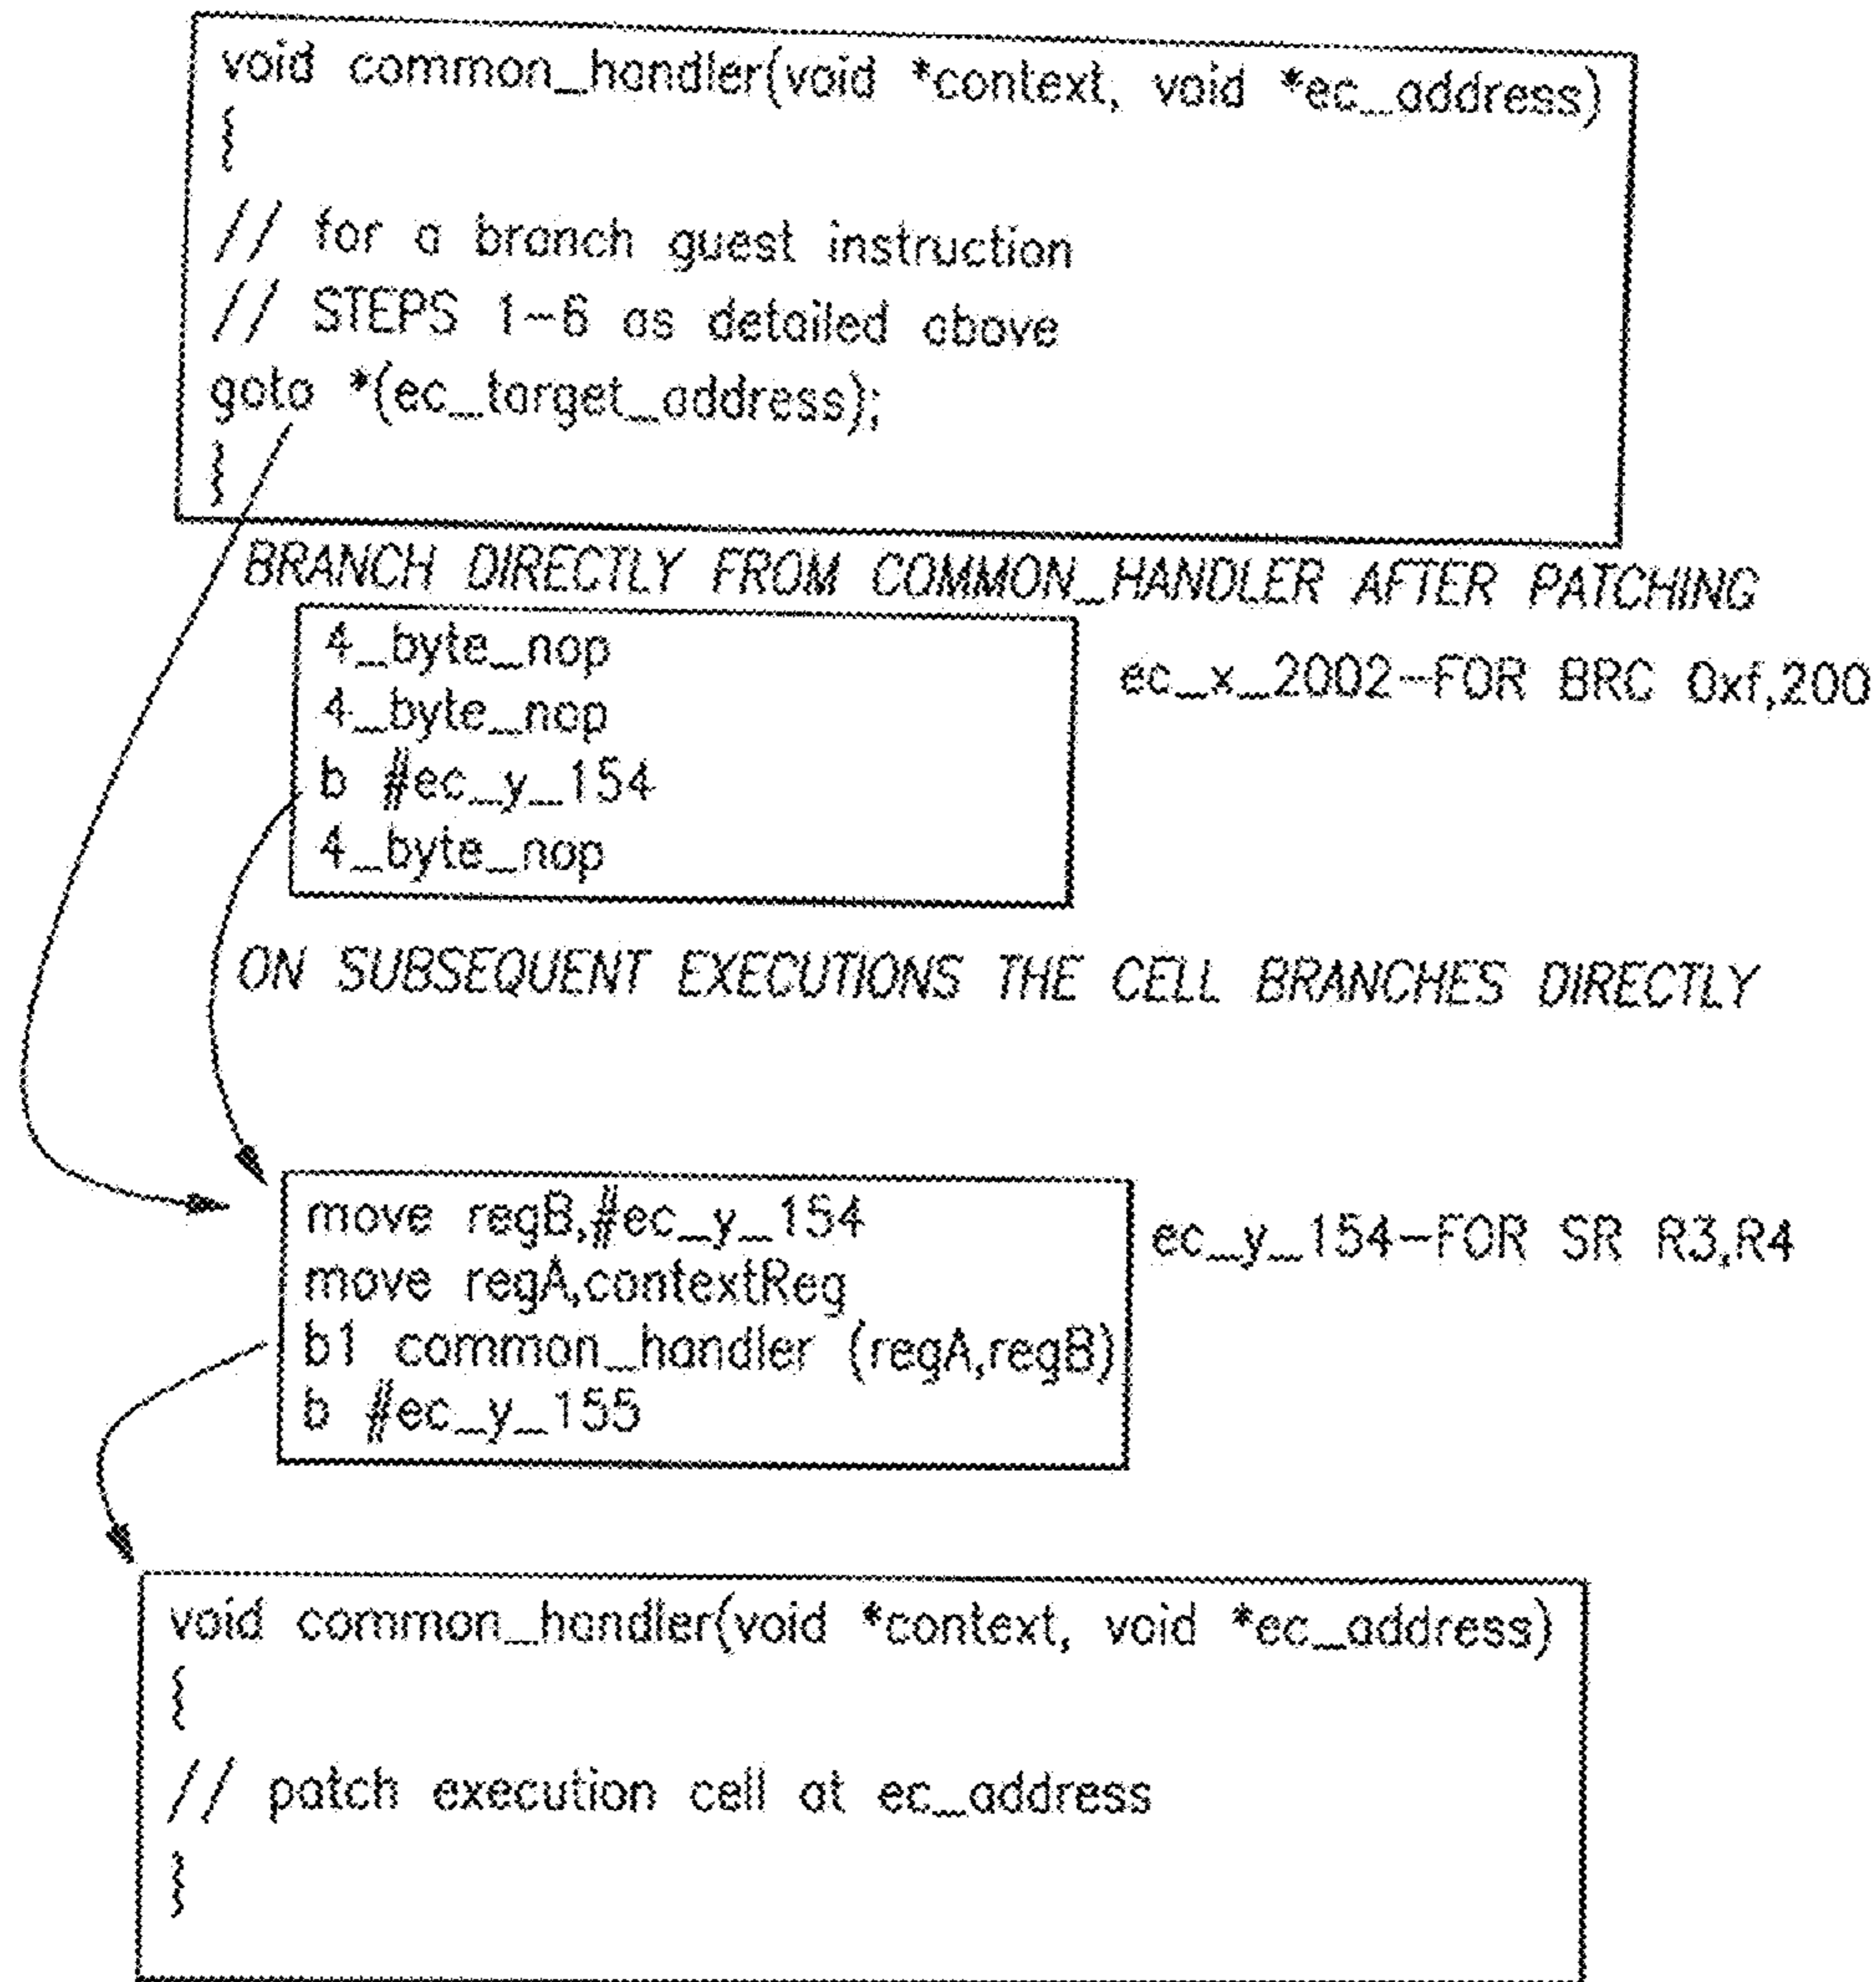 void common_handler(void *context, void *ec_address)
{
// for a branch guest instruction
// STEPS 1-6 as detailed above
goto *(ec_target_address);
}
BRANCH DIRECTLY FROM COMMON_HANDLER AFTER PATCHING
4_byte_nop
4_byte_nop
b #ec_y_154
4_byte_nop
ec_x_2002-FOR BRC 0xf,200
ON SUBSEQUENT EXECUTIONS THE CELL BRANCHES DIRECTLY
move regB,#ec_y_154
move regA,contextReg
b1 common_handler (regA,regB)
b #ec_y_155
ec_y_154-FOR SR R3,R4
void common_handler(void *context, void *ec_address)
{
// patch execution cell at ec_address
}